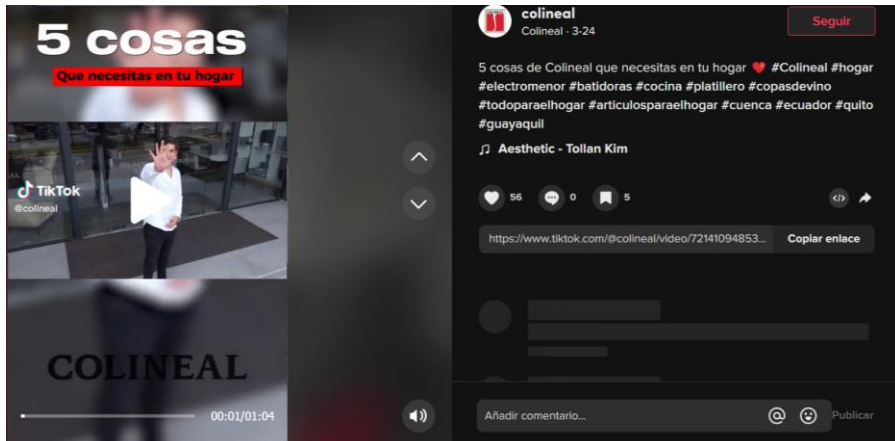 5 cosas
Que necesitas en tu hogar
TikTok
@colineal
COLINEAL
00:01/01:04
colineal
Colineal · 3-24
Seguir
5 cosas de Colineal que necesitas en tu hogar ❤️ #Colineal #hogar
#electromenor #batidoras #cocina #platillero #copasdevino
#todoparaelhogar #articulosparaelhogar #cuenca #ecuador #quito
#guayaquil
♫ Aesthetic - Tollan Kim
56 0 5
https://www.tiktok.com/@colineal/video/72141094853... Copiar enlace
Añadir comentario... Publicar